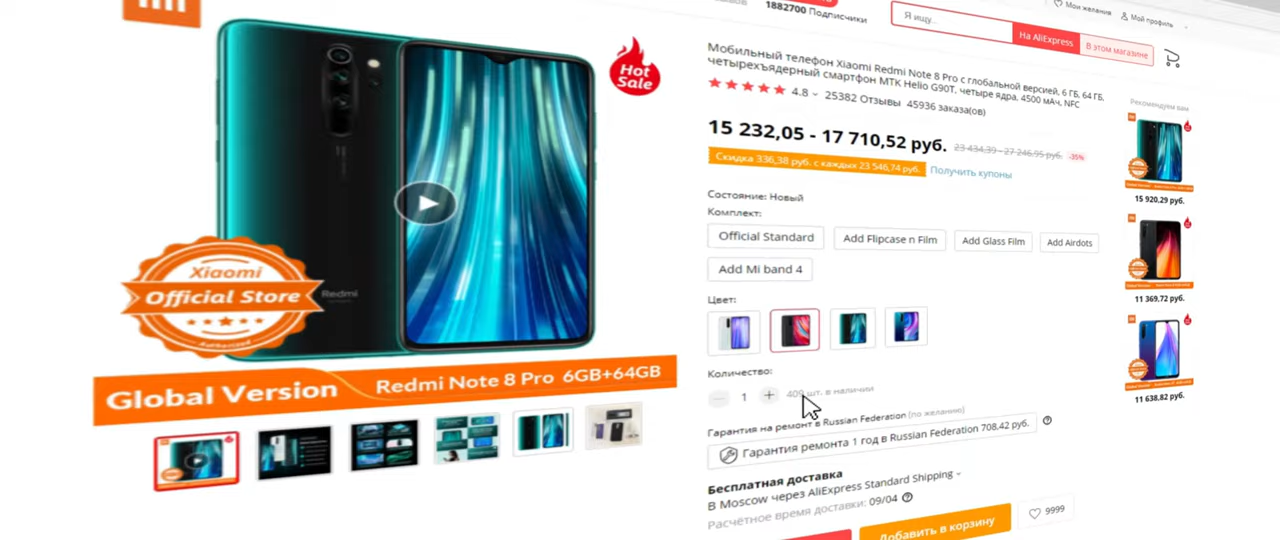 1882700 Подписчики
Я ищу...
На AliExpress
В этом магазине
Мои желания
Мой профиль
Hot
Sale
Мобильный телефон Xiaomi Redmi Note 8 Pro с глобальной версией, 6 ГБ, 64 ГБ,
четырехъядерный смартфон MTK Helio G90T, четыре ядра, 4500 мАч, NFC
4.8
25382 Отзывы
45936 заказа(ов)
15 232,05 - 17 710,52 руб.
23 434,39 - 27 246,95 руб.
-35%
Скидка 336,38 руб. с каждых 23 546,74 руб.
Получить купоны
Состояние: Новый
Комплект:
Official Standard
Add Flipcase n Film
Add Glass Film
Add Airdots
Add Mi band 4
Цвет:
Количество:
1
шт. в наличии
Гарантия на ремонт в Russian Federation (по желанию)
Гарантия ремонта 1 год в Russian Federation 708,42 руб.
Бесплатная доставка
В Moscow через AliExpress Standard Shipping
Расчётное время доставки: 09/04
Добавить в корзину
9999
Рекомендуем вам
15 920,29 руб.
11 369,72 руб.
11 638,82 руб.
Xiaomi
Official Store
Authorized
Redmi
Global Version
Redmi Note 8 Pro 6GB+64GB